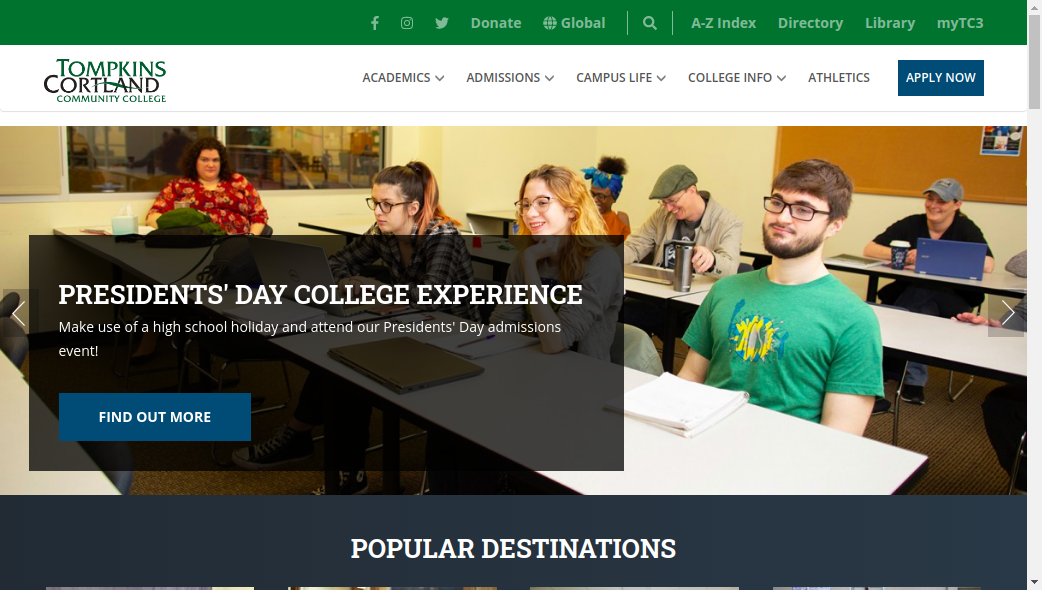 Donate
Global
A-Z Index
Directory
Library
myTC3
TOMPKINS
CORTLAND
COMMUNITY COLLEGE
ACADEMICS
ADMISSIONS
CAMPUS LIFE
COLLEGE INFO
ATHLETICS
APPLY NOW
PRESIDENTS' DAY COLLEGE EXPERIENCE
Make use of a high school holiday and attend our Presidents' Day admissions
event!
FIND OUT MORE
POPULAR DESTINATIONS